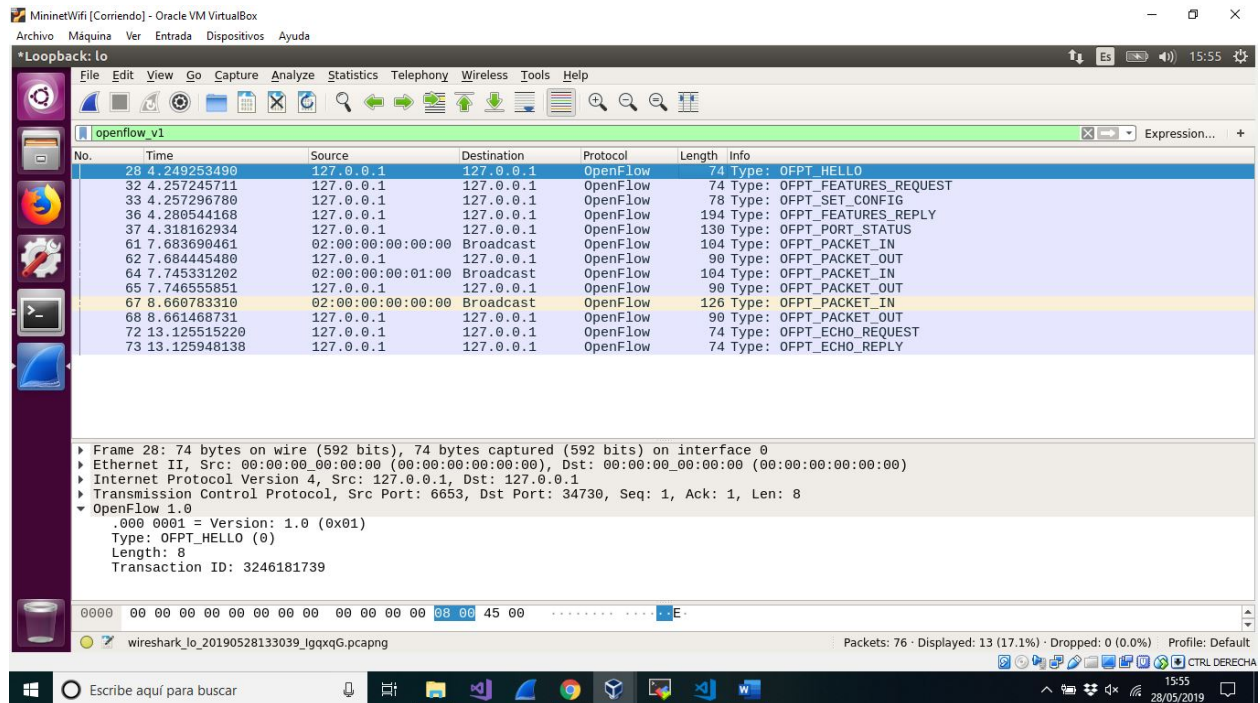 MininetWifi [Corriendo] - Oracle VM VirtualBox
Archivo Máquina Ver Entrada Dispositivos Ayuda
*Loopback: lo Es 15:55
File Edit View Go Capture Analyze Statistics Telephony Wireless Tools Help
openflow_v1 Expression... +
No. Time Source Destination Protocol Length Info
28 4.249253490 127.0.0.1 127.0.0.1 OpenFlow 74 Type: OFPT_HELLO
32 4.257245711 127.0.0.1 127.0.0.1 OpenFlow 74 Type: OFPT_FEATURES_REQUEST
33 4.257296780 127.0.0.1 127.0.0.1 OpenFlow 78 Type: OFPT_SET_CONFIG
36 4.280544168 127.0.0.1 127.0.0.1 OpenFlow 194 Type: OFPT_FEATURES_REPLY
37 4.318162934 127.0.0.1 127.0.0.1 OpenFlow 130 Type: OFPT_PORT_STATUS
61 7.683690461 02:00:00:00:00:00 Broadcast OpenFlow 104 Type: OFPT_PACKET_IN
62 7.684445480 127.0.0.1 127.0.0.1 OpenFlow 90 Type: OFPT_PACKET_OUT
64 7.745331202 02:00:00:00:01:00 Broadcast OpenFlow 104 Type: OFPT_PACKET_IN
65 7.746555851 127.0.0.1 127.0.0.1 OpenFlow 90 Type: OFPT_PACKET_OUT
67 8.660783310 02:00:00:00:00:00 Broadcast OpenFlow 126 Type: OFPT_PACKET_IN
68 8.661468731 127.0.0.1 127.0.0.1 OpenFlow 90 Type: OFPT_PACKET_OUT
72 13.125515220 127.0.0.1 127.0.0.1 OpenFlow 74 Type: OFPT_ECHO_REQUEST
73 13.125948138 127.0.0.1 127.0.0.1 OpenFlow 74 Type: OFPT_ECHO_REPLY
Frame 28: 74 bytes on wire (592 bits), 74 bytes captured (592 bits) on interface 0
Ethernet II, Src: 00:00:00_00:00:00 (00:00:00:00:00:00), Dst: 00:00:00_00:00:00 (00:00:00:00:00:00)
Internet Protocol Version 4, Src: 127.0.0.1, Dst: 127.0.0.1
Transmission Control Protocol, Src Port: 6653, Dst Port: 34730, Seq: 1, Ack: 1, Len: 8
OpenFlow 1.0
.000 0001 = Version: 1.0 (0x01)
Type: OFPT_HELLO (0)
Length: 8
Transaction ID: 3246181739
0000 00 00 00 00 00 00 00 00 00 00 00 00 08 00 45 00 ········ ······E·
wireshark_lo_20190528133039_IgqxqG.pcapng Packets: 76 · Displayed: 13 (17.1%) · Dropped: 0 (0.0%) Profile: Default
CTRL DERECHA
Escribe aquí para buscar
15:55
28/05/2019